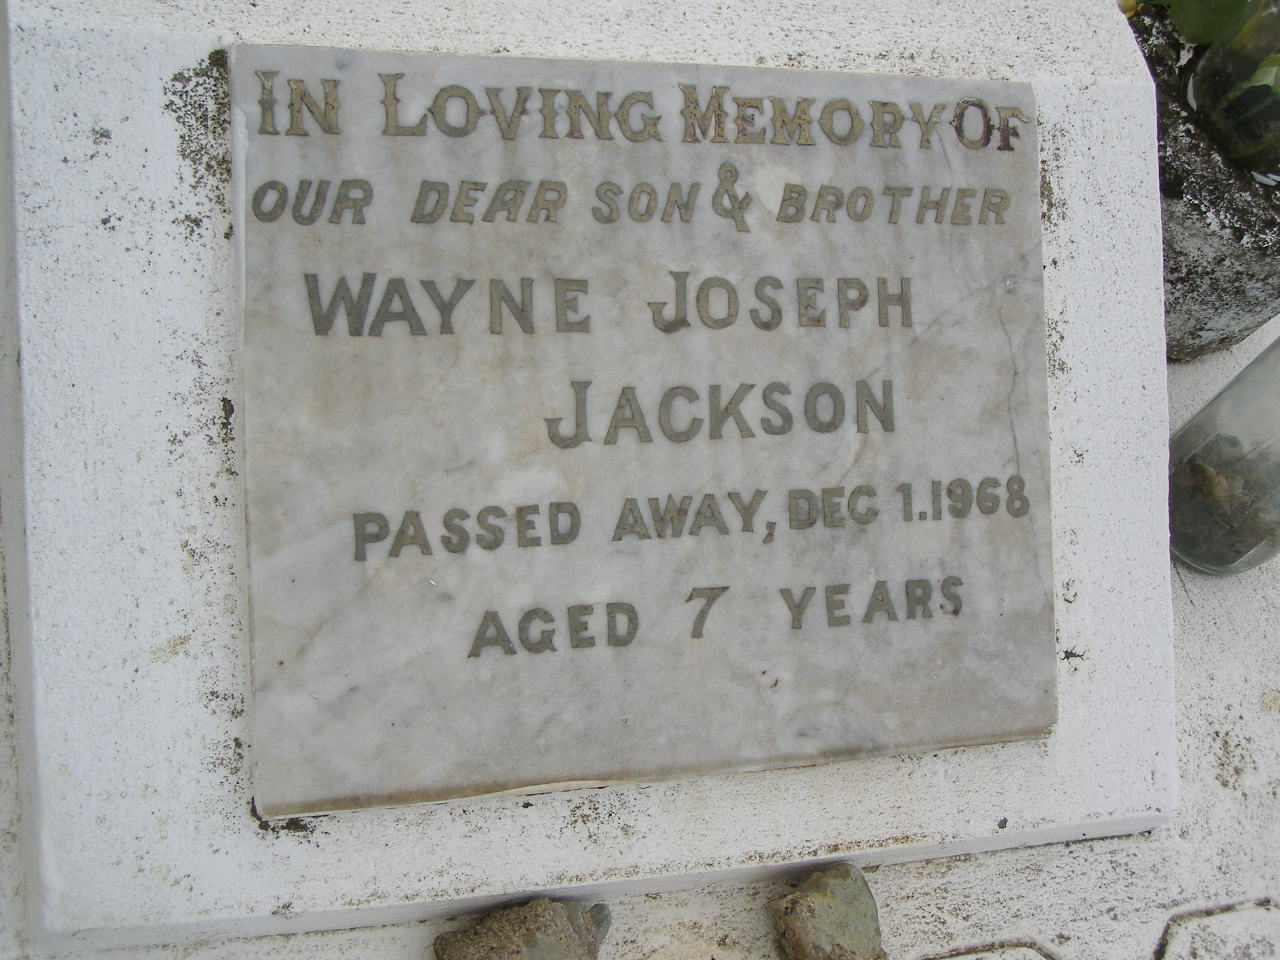 IN LOVING MEMORY OF
OUR DEAR SON & BROTHER
WAYNE JOSEPH
JACKSON
PASSED AWAY, DEC 1.1968
AGED 7 YEARS